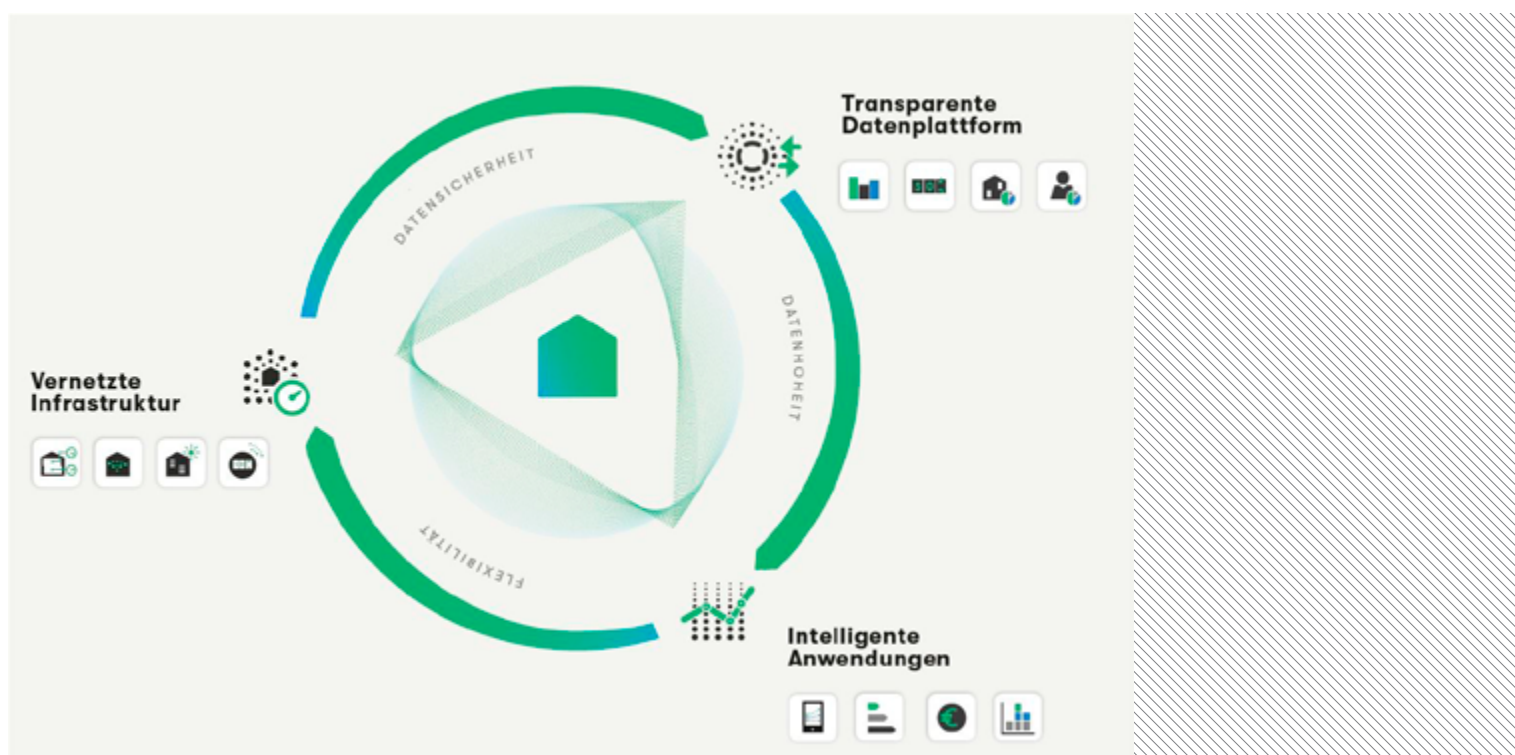 Transparente
Datenplattform
DATENSICHERHEIT
DATENHOHEIT
Vernetzte
Infrastruktur
FLEXIBILITÄT
Intelligente
Anwendungen